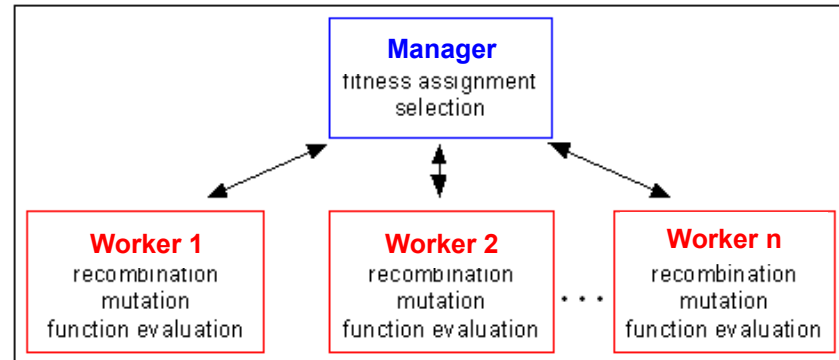 Manager
fitness assignment
selection
Worker 1
recombination
mutation
function evaluation
Worker 2
recombination
mutation
function evaluation
...
Worker n
recombination
mutation
function evaluation